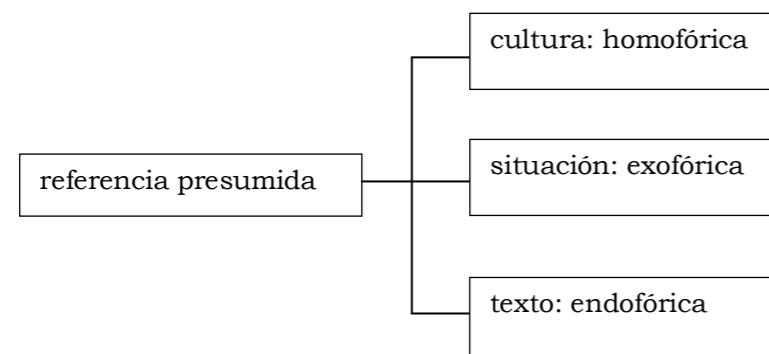 cultura: homofórica
referencia presumida
situación: exofórica
texto: endofórica